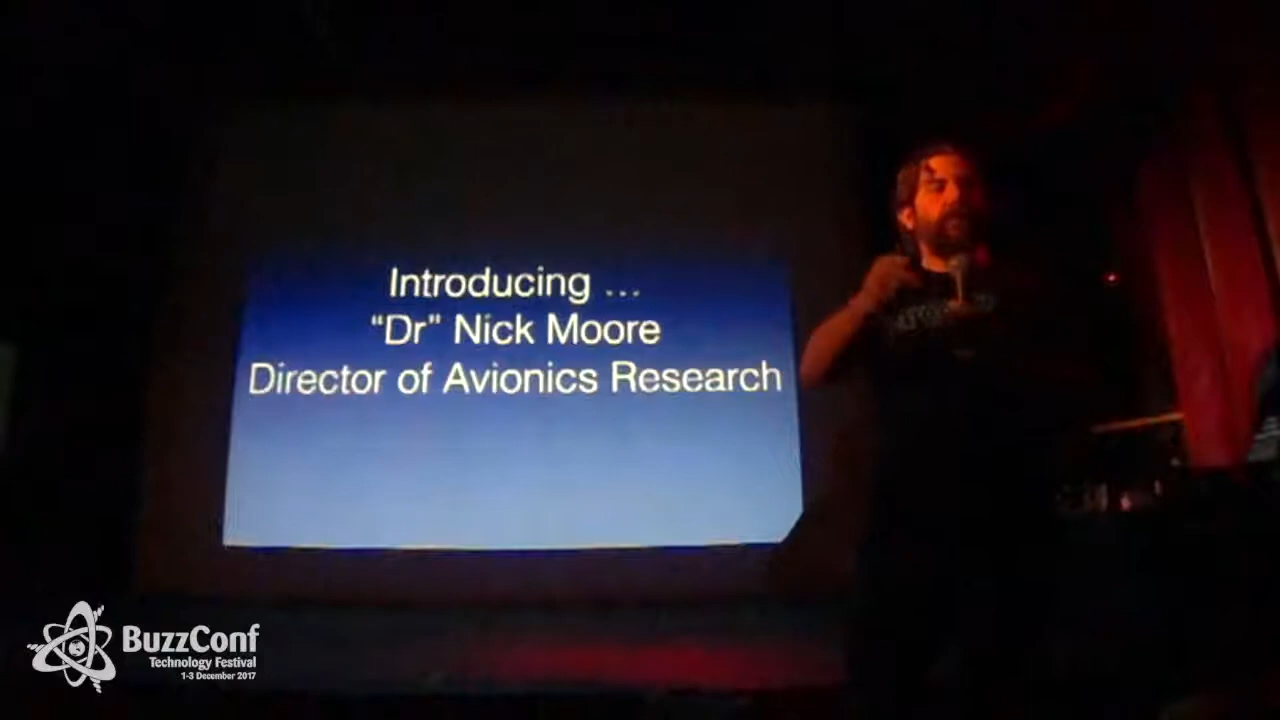 Introducing ...
“Dr” Nick Moore
Director of Avionics Research
BuzzConf
Technology Festival
1-3 December 2017